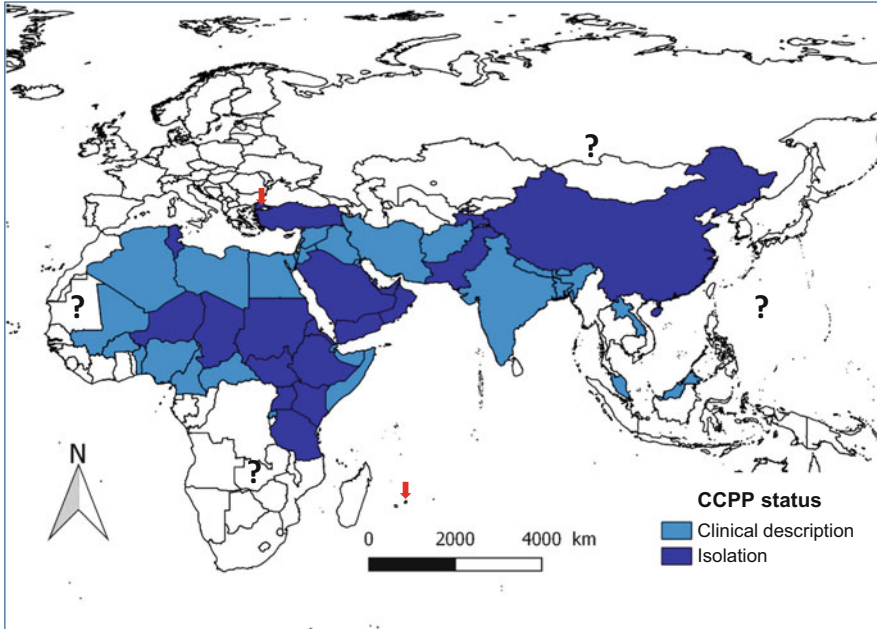 ?
?
?
?
N
CCPP status
Clinical description
Isolation
0 2000 4000 km